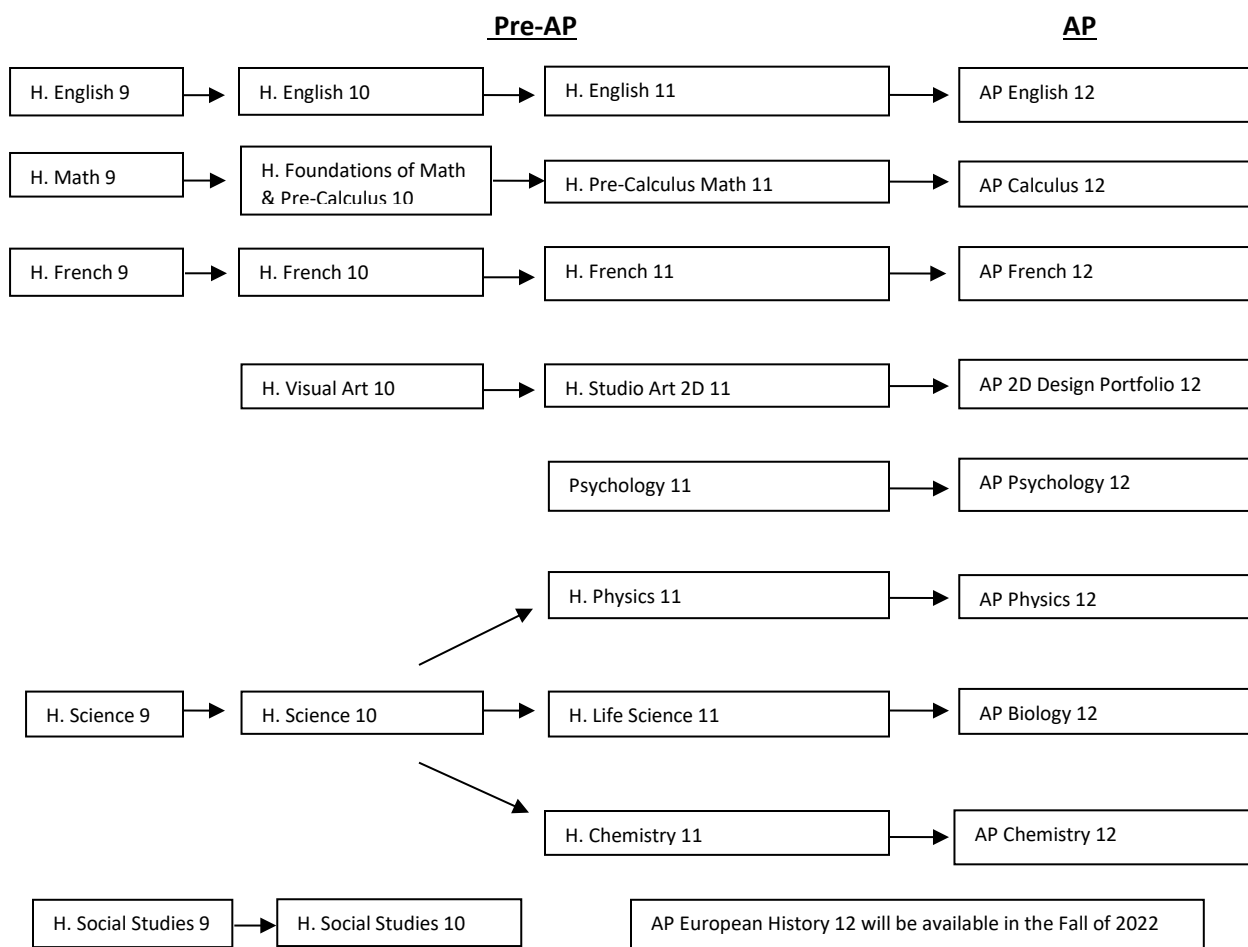 Pre-AP
AP
H. English 9
H. English 10
H. English 11
AP English 12
H. Math 9
H. Foundations of Math
& Pre-Calculus 10
H. Pre-Calculus Math 11
AP Calculus 12
H. French 9
H. French 10
H. French 11
AP French 12
H. Visual Art 10
H. Studio Art 2D 11
AP 2D Design Portfolio 12
Psychology 11
AP Psychology 12
H. Physics 11
AP Physics 12
H. Science 9
H. Science 10
H. Life Science 11
AP Biology 12
H. Chemistry 11
AP Chemistry 12
H. Social Studies 9
H. Social Studies 10
AP European History 12 will be available in the Fall of 2022